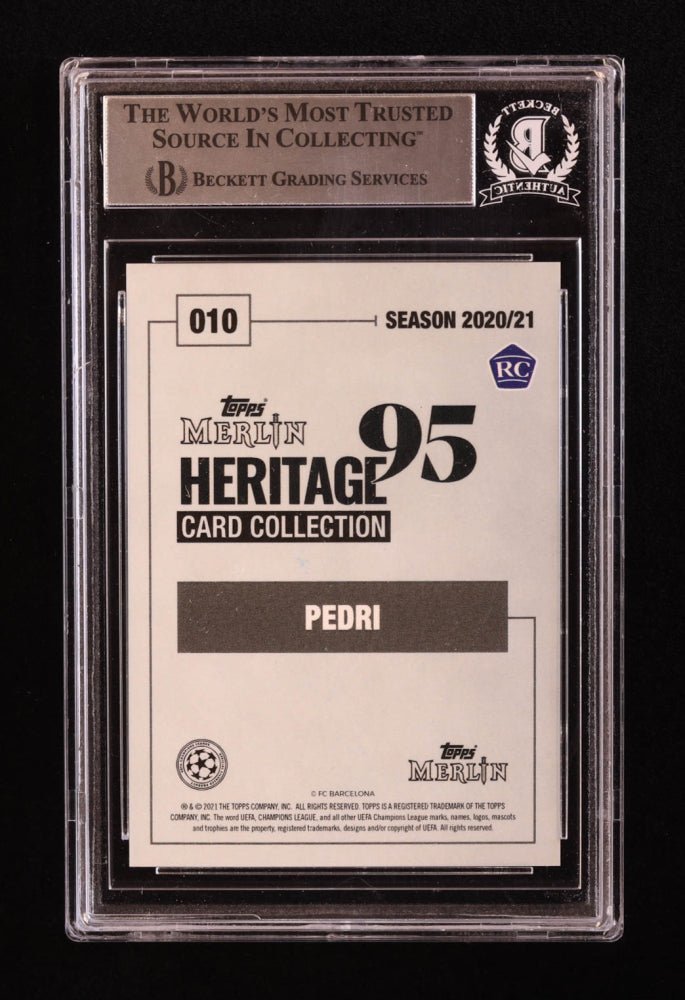 THE WORLD'S MOST TRUSTED
SOURCE IN COLLECTING™
B BECKETT GRADING SERVICES
BECKETT
B
AUTHENTIC
010
SEASON 2020/21
RC
Topps®
MERLIN
95
HERITAGE
CARD COLLECTION
PEDRI
Topps®
MERLIN
© FC BARCELONA
® & © 2021 THE TOPPS COMPANY, INC. ALL RIGHTS RESERVED. TOPPS IS A REGISTERED TRADEMARK OF THE TOPPS
COMPANY, INC. The word UEFA, CHAMPIONS LEAGUE, and all other UEFA Champions League marks, names, logos, mascots
and trophies are the property, registered trademarks, designs and/or copyright of UEFA. All rights reserved.